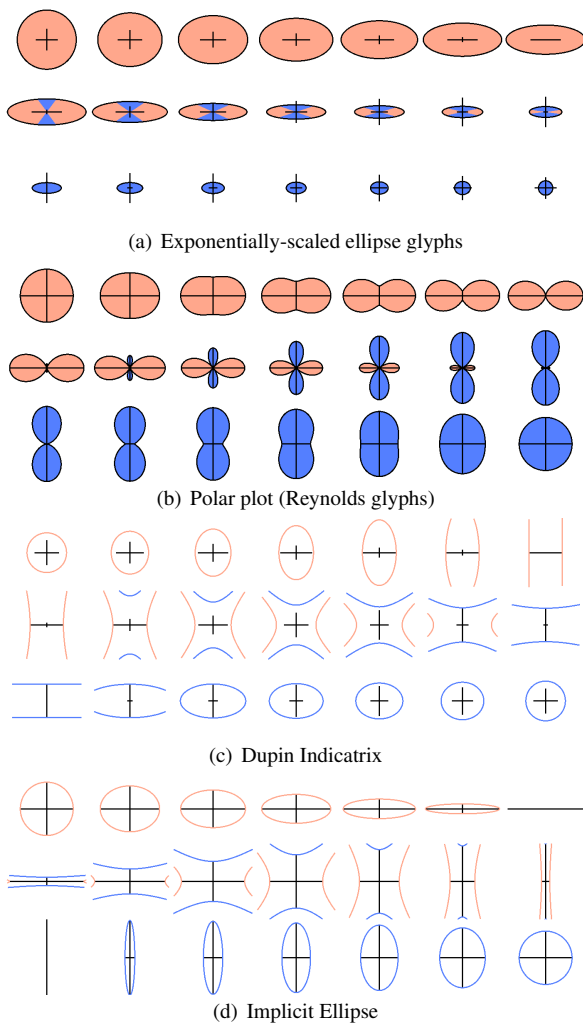 (a) Exponentially-scaled ellipse glyphs
(b) Polar plot (Reynolds glyphs)
(c) Dupin Indicatrix
(d) Implicit Ellipse